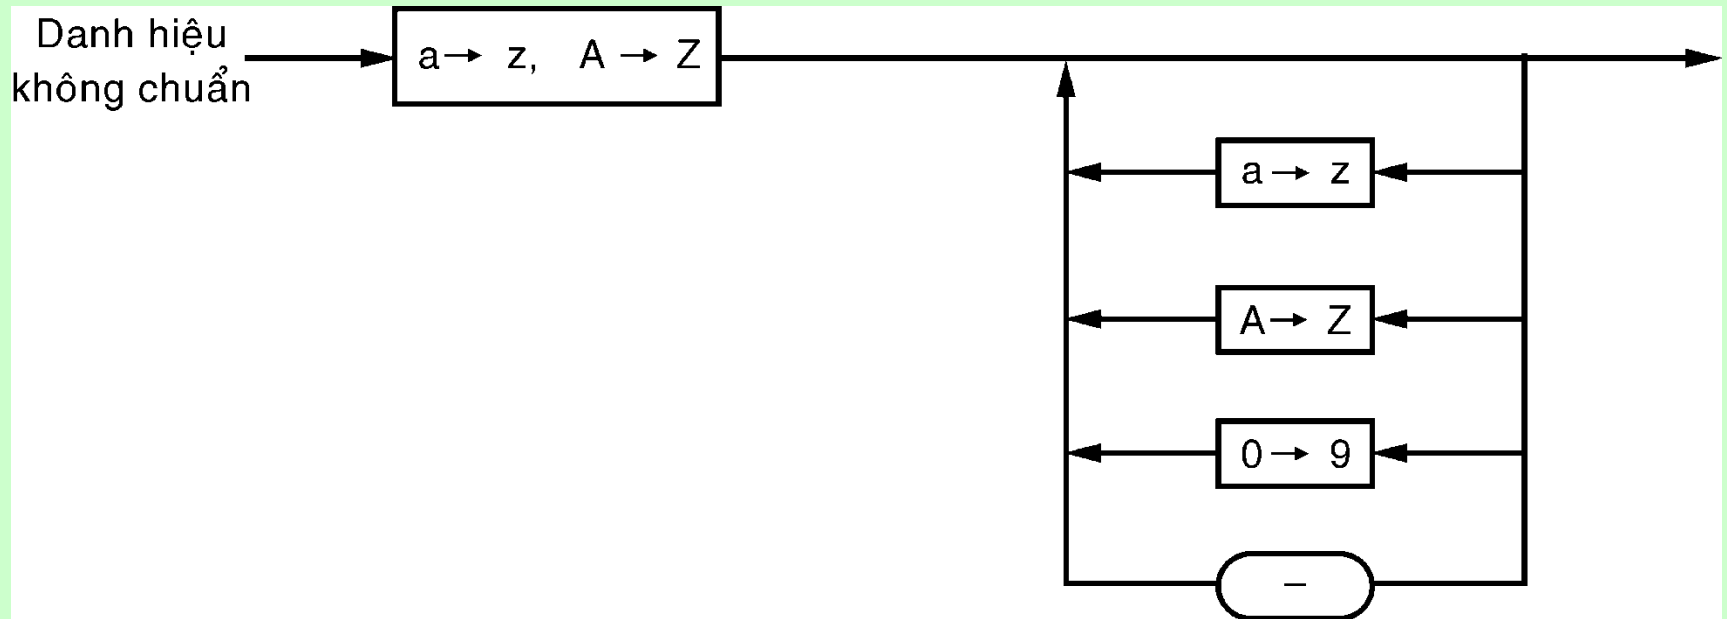 Danh hiệu
không chuẩn
a→ z, A → Z
a→ z
A→ Z
0→ 9
–